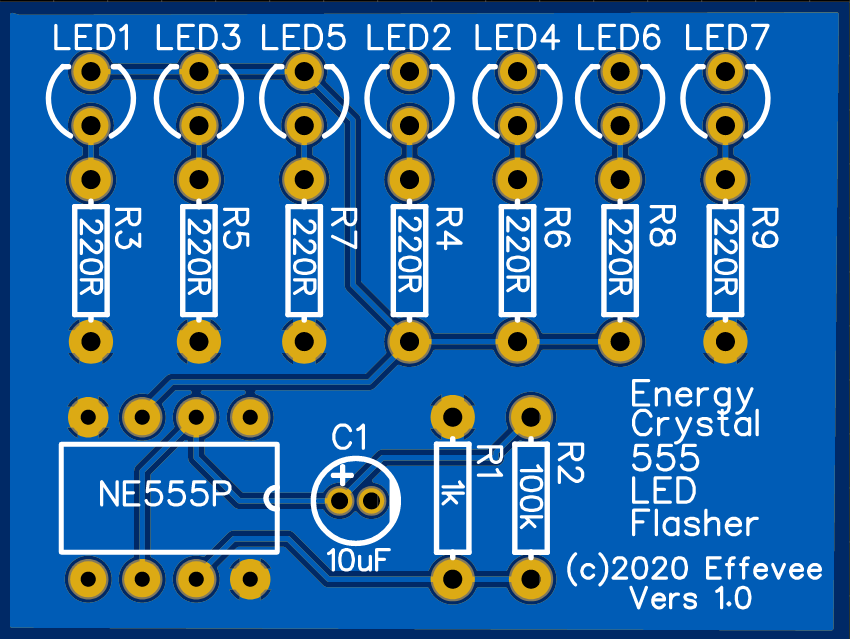 LED1 LED3 LED5 LED2 LED4 LED6 LED7
R3 R5 R7 R4 R6 R8 R9
220R 220R 220R 220R 220R 220R 220R
Energy
Crystal
555
LED
Flasher
C1
+
R1 R2
NE555P
1k 100k
10uF
(c)2020 Effevee
Vers 1.0